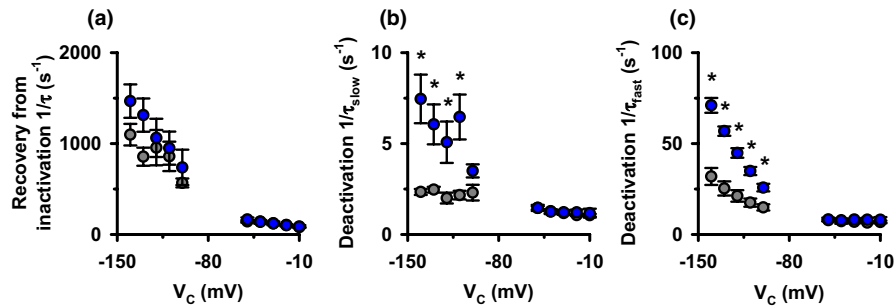 (a)
Recovery from
inactivation 1/τ (s⁻¹)
2000
1000
0
-150
-80
-10
V_C (mV)
(b)
Deactivation 1/τ_slow (s⁻¹)
10
5
0
* * * *
-150
-80
-10
V_C (mV)
(c)
Deactivation 1/τ_fast (s⁻¹)
100
50
0
* * * * *
-150
-80
-10
V_C (mV)